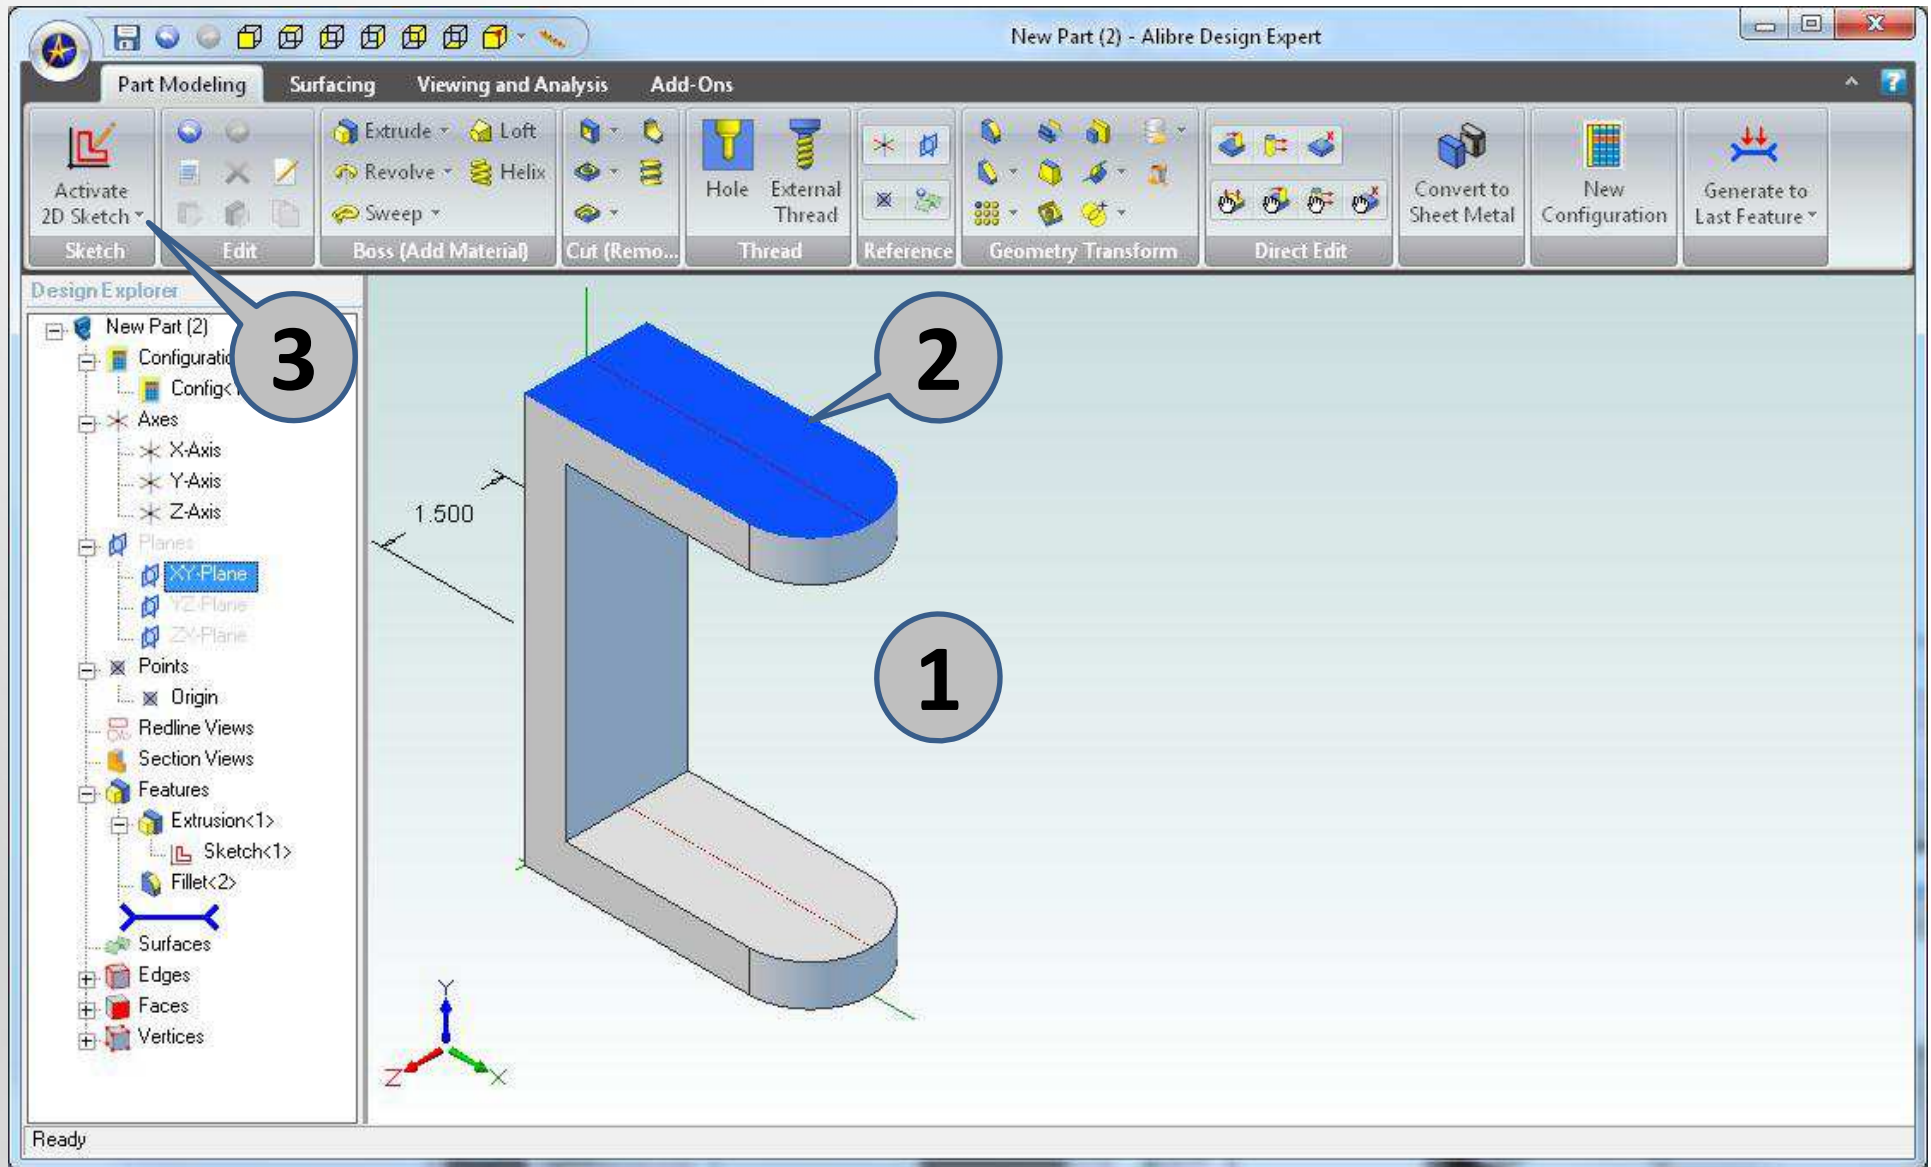 New Part (2) - Alibre Design Expert
Part Modeling Surfacing Viewing and Analysis Add-Ons
Activate
2D Sketch
Sketch
Edit
Extrude Loft
Revolve Helix
Sweep
Boss (Add Material)
Cut (Remo...
Hole
External
Thread
Thread
Reference
Geometry Transform
Direct Edit
Convert to
Sheet Metal
New
Configuration
Generate to
Last Feature
Design Explorer
New Part (2)
Configuratio
Config<
Axes
X-Axis
Y-Axis
Z-Axis
Planes
XY-Plane
YZ-Plane
ZX-Plane
Points
Origin
Redline Views
Section Views
Features
Extrusion<1>
Sketch<1>
Fillet<2>
Surfaces
Edges
Faces
Vertices
3
2
1.500
1
Y
Z
X
Ready